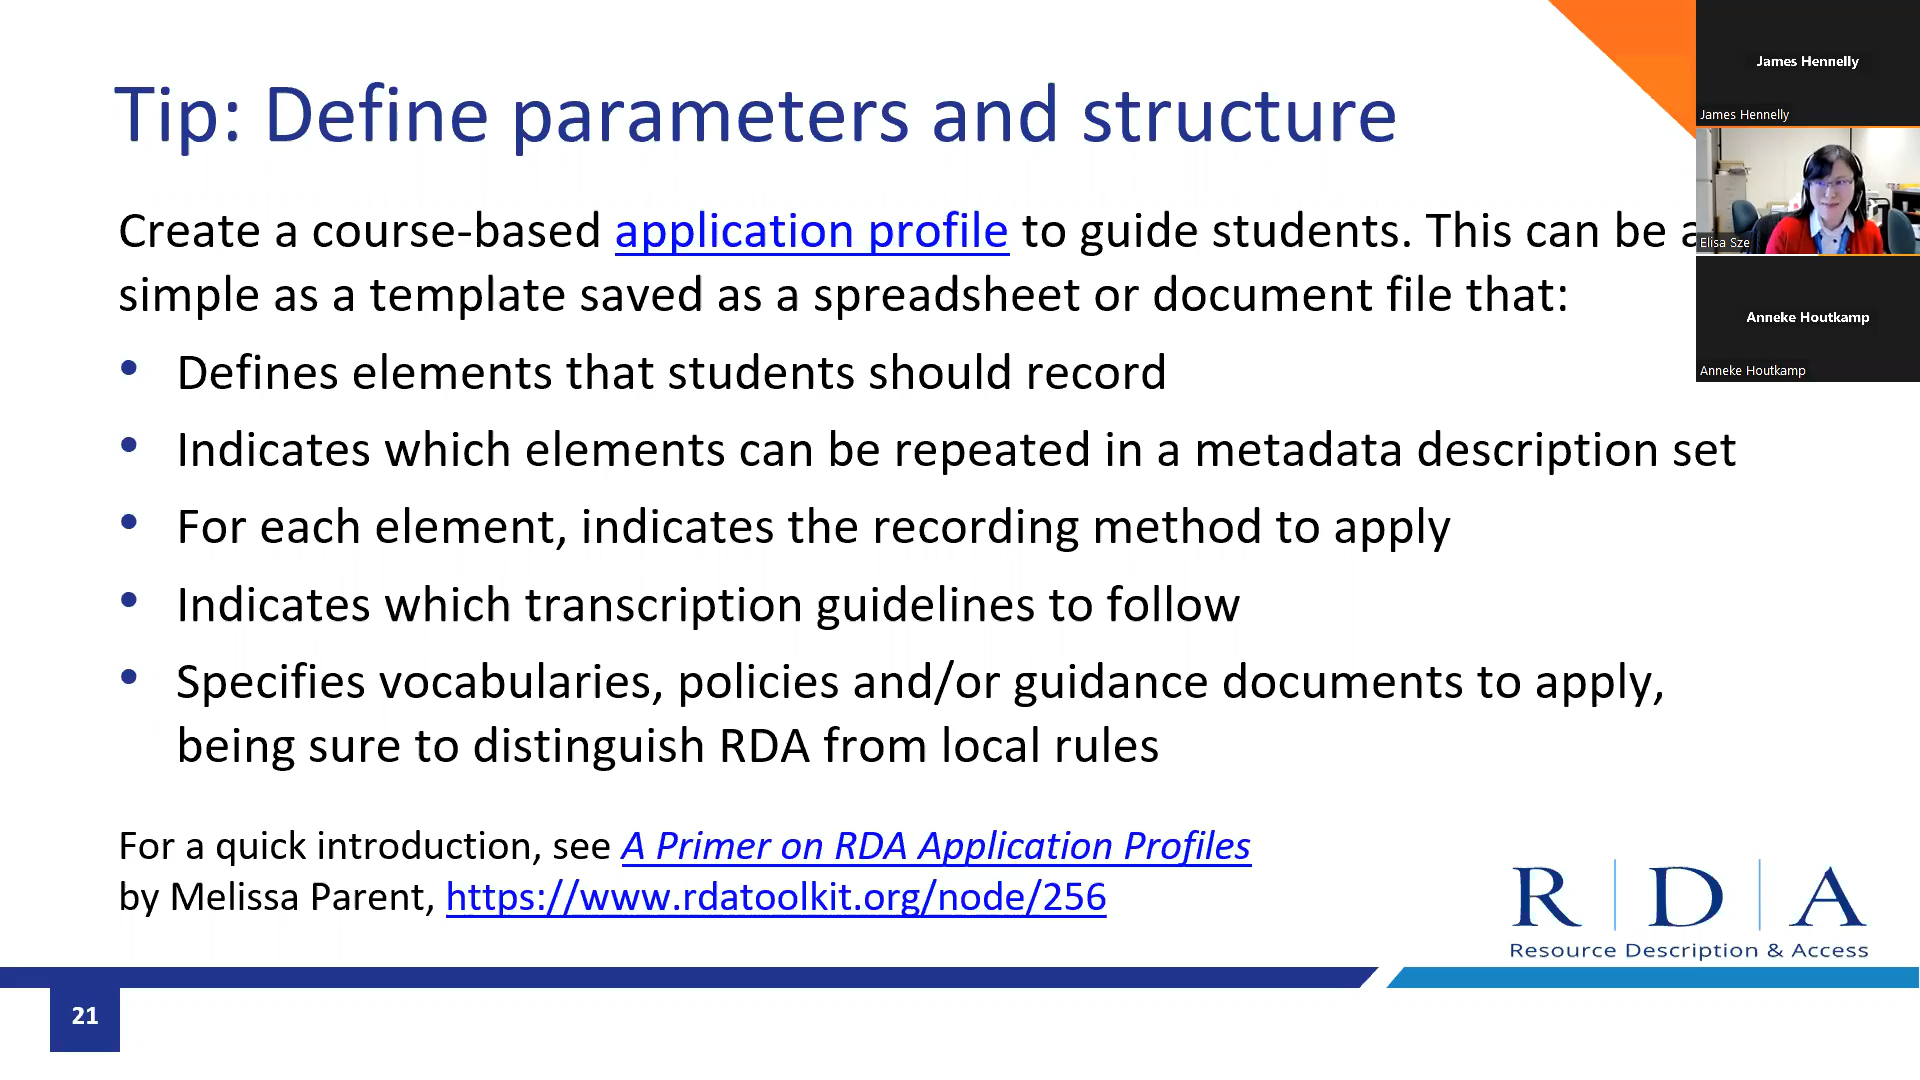 Tip: Define parameters and structure
Create a course-based application profile to guide students. This can be a
simple as a template saved as a spreadsheet or document file that:
• Defines elements that students should record
• Indicates which elements can be repeated in a metadata description set
• For each element, indicates the recording method to apply
• Indicates which transcription guidelines to follow
• Specifies vocabularies, policies and/or guidance documents to apply,
being sure to distinguish RDA from local rules
For a quick introduction, see A Primer on RDA Application Profiles
by Melissa Parent, https://www.rdatoolkit.org/node/256
R | D | A
Resource Description & Access
21
James Hennelly
James Hennelly
Elisa Sze
Anneke Houtkamp
Anneke Houtkamp